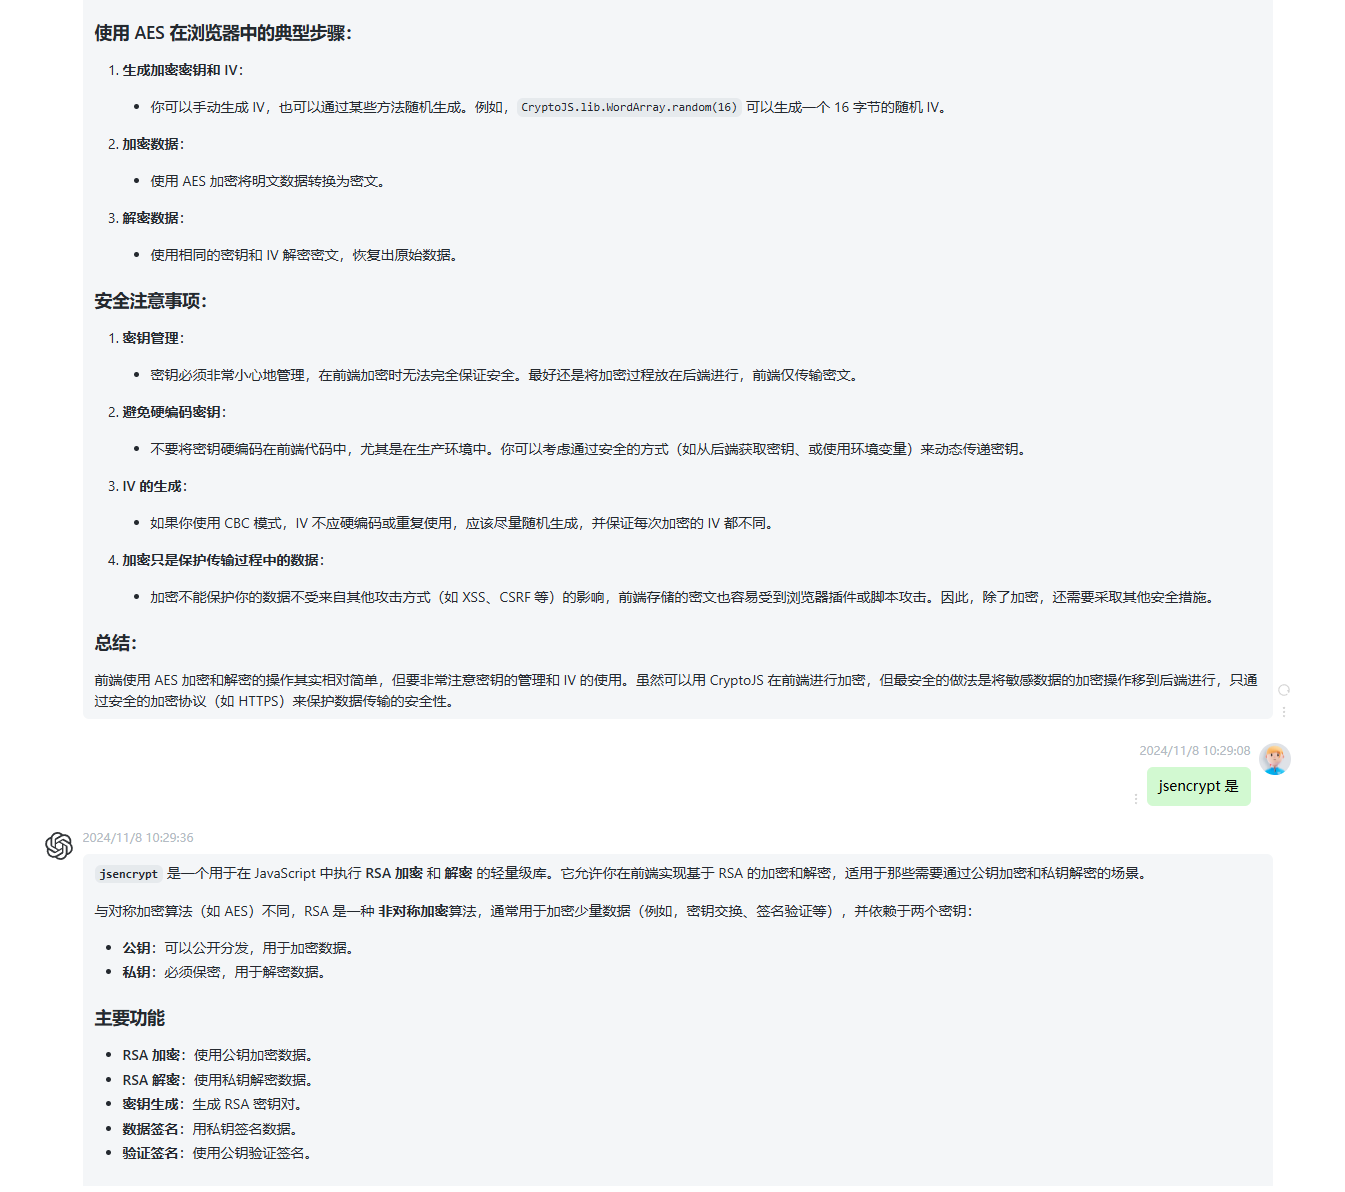 使用 AES 在浏览器中的典型步骤：
1. 生成加密密钥和 IV：
• 你可以手动生成 IV，也可以通过某些方法随机生成。例如，CryptoJS.lib.WordArray.random(16) 可以生成一个 16 字节的随机 IV。
2. 加密数据：
• 使用 AES 加密将明文数据转换为密文。
3. 解密数据：
• 使用相同的密钥和 IV 解密密文，恢复出原始数据。
安全注意事项：
1. 密钥管理：
• 密钥必须非常小心地管理，在前端加密时无法完全保证安全。最好还是将加密过程放在后端进行，前端仅传输密文。
2. 避免硬编码密钥：
• 不要将密钥硬编码在前端代码中，尤其是在生产环境中。你可以考虑通过安全的方式（如从后端获取密钥、或使用环境变量）来动态传递密钥。
3. IV 的生成：
• 如果你使用 CBC 模式，IV 不应硬编码或重复使用，应该尽量随机生成，并保证每次加密的 IV 都不同。
4. 加密只是保护传输过程中的数据：
• 加密不能保护你的数据不受来自其他攻击方式（如 XSS、CSRF 等）的影响，前端存储的密文也容易受到浏览器插件或脚本攻击。因此，除了加密，还需要采取其他安全措施。
总结：
前端使用 AES 加密和解密的操作其实相对简单，但要非常注意密钥的管理和 IV 的使用。虽然可以用 CryptoJS 在前端进行加密，但最安全的做法是将敏感数据的加密操作移到后端进行，只通
过安全的加密协议（如 HTTPS）来保护数据传输的安全性。
2024/11/8 10:29:08
jsencrypt 是
2024/11/8 10:29:36
jsencrypt 是一个用于在 JavaScript 中执行 RSA 加密 和 解密 的轻量级库。它允许你在前端实现基于 RSA 的加密和解密，适用于那些需要通过公钥加密和私钥解密的场景。
与对称加密算法（如 AES）不同，RSA 是一种 非对称加密算法，通常用于加密少量数据（例如，密钥交换、签名验证等），并依赖于两个密钥：
• 公钥：可以公开分发，用于加密数据。
• 私钥：必须保密，用于解密数据。
主要功能
• RSA 加密：使用公钥加密数据。
• RSA 解密：使用私钥解密数据。
• 密钥生成：生成 RSA 密钥对。
• 数据签名：用私钥签名数据。
• 验证签名：使用公钥验证签名。